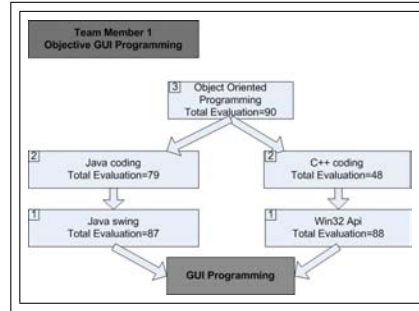 Team Member 1
Objective GUI Programming
3
Object Oriented
Programming
Total Evaluation=90
2
Java coding
Total Evaluation=79
2
C++ coding
Total Evaluation=48
1
Java swing
Total Evaluation=87
1
Win32 Api
Total Evaluation=88
GUI Programming